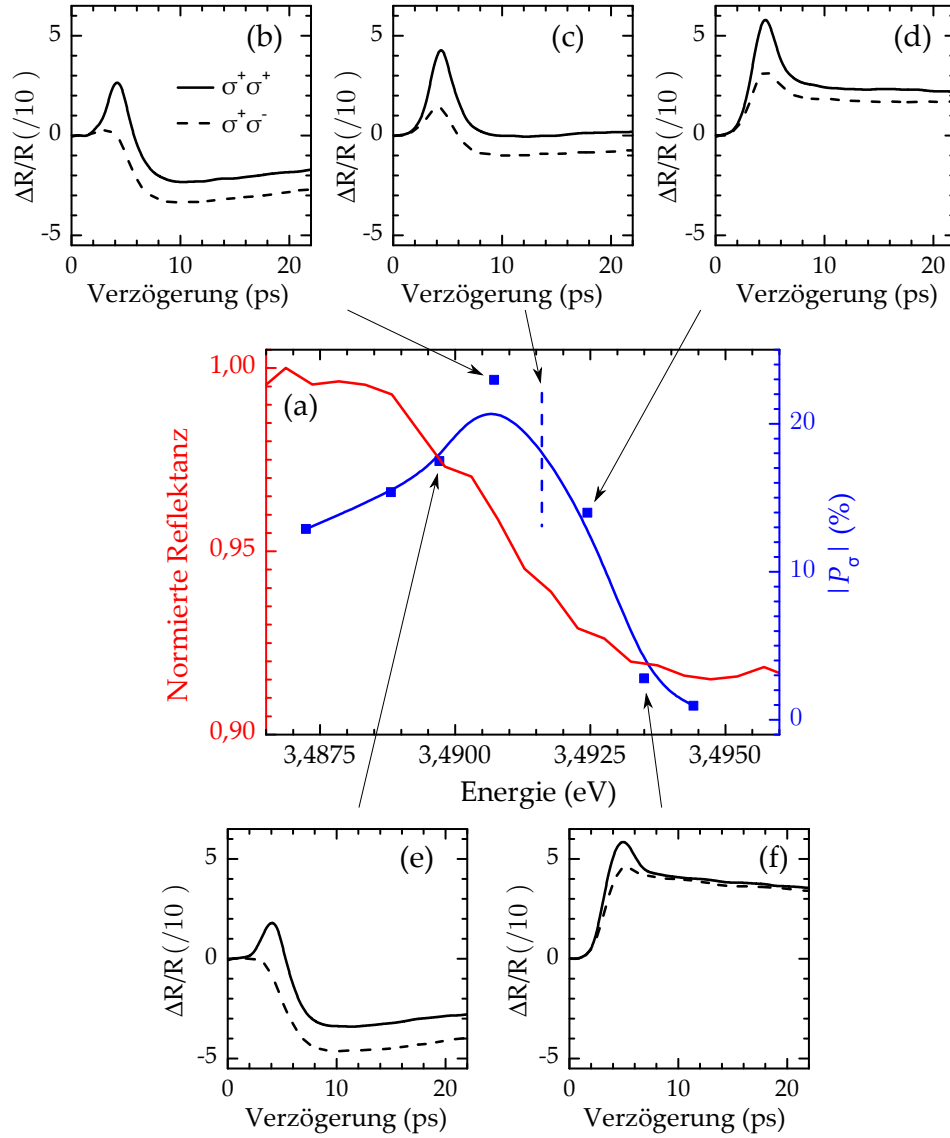 (b)
5
0
-5
ΔR/R (/10 )
σ⁺σ⁺
σ⁺σ⁻
0 10 20
Verzögerung (ps)
(c)
5
0
-5
ΔR/R (/10 )
0 10 20
Verzögerung (ps)
(d)
5
0
-5
ΔR/R (/10 )
0 10 20
Verzögerung (ps)
(a)
1,00
0,95
0,90
Normierte Reflektanz
20
10
0
|Pσ| (%)
3,4875 3,4900 3,4925 3,4950
Energie (eV)
(e)
5
0
-5
ΔR/R (/10 )
0 10 20
Verzögerung (ps)
(f)
5
0
-5
ΔR/R (/10 )
0 10 20
Verzögerung (ps)